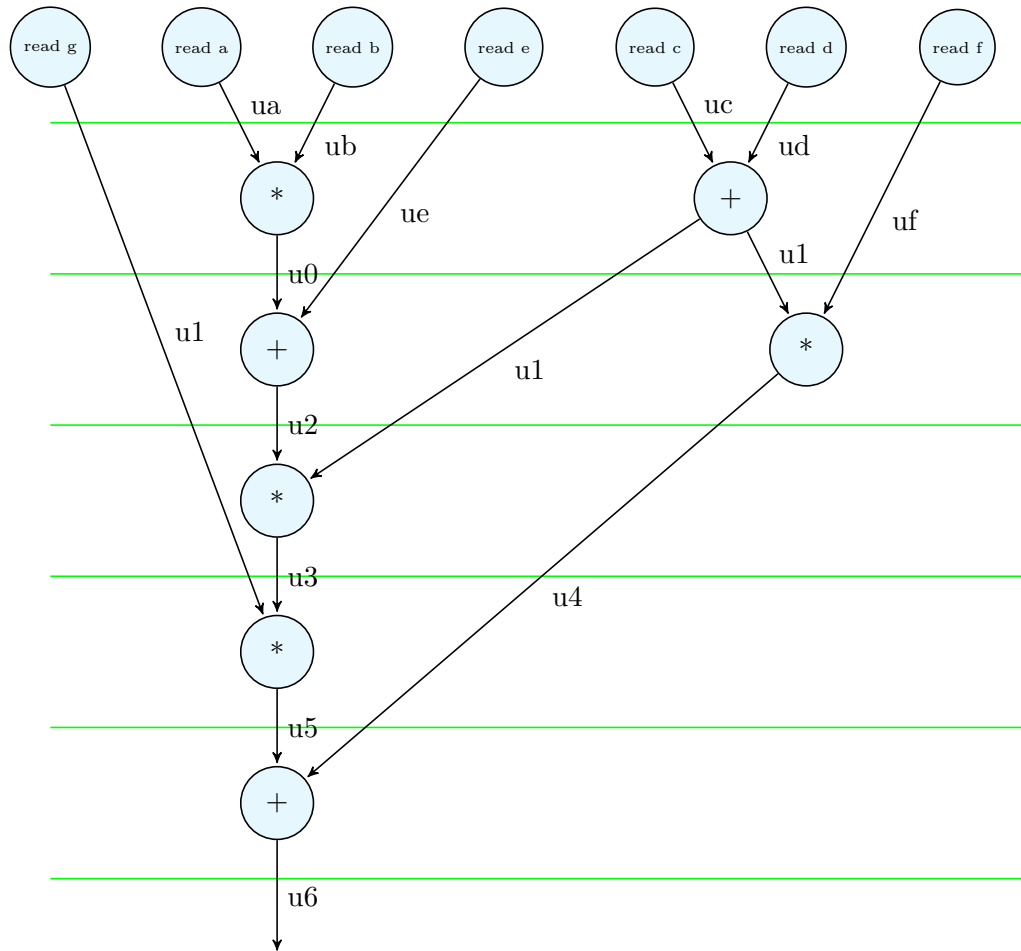 read g read a read b read e read c read d read f
ua uc
ub ud
* +
ue uf
u1
u0
u1
+ *
u1
u2
*
u3
u4
*
u5
+
u6